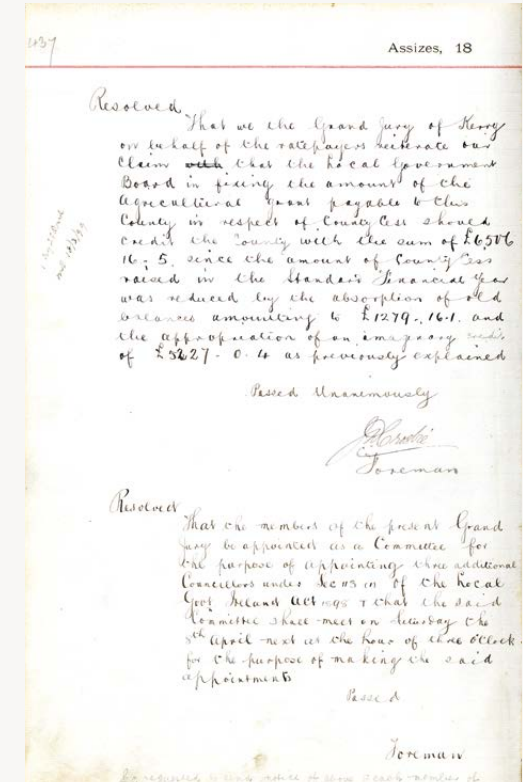 437
Assizes, 18
Resolved
That we the Grand Jury of Kerry
on behalf of the ratepayers reiterate our
Claim with that the Local Government
Board in fixing the amount of the
Agricultural Grant payable to this
County in respect of County Cess should
credit the County with the sum of £6506
16. 5. since the amount of County Cess
raised in the Standard Financial Year
was reduced by the absorption of old
balances amounting to £1279. 16. 1. and
the appropriation of an imaginary credit
of £5227. 0. 4 as previously explained
Passed Unanimously
Crosbie
Foreman
Resolved
That the members of the present Grand
Jury be appointed as a Committee for
the purpose of appointing three additional
Councillors under Sec 113 of the Local
Govt Ireland Act 1898 & that the said
Committee shall meet on Saturday the
8th April next at the hour of three o'Clock
for the purpose of making the said
appointments
Passed
Foreman